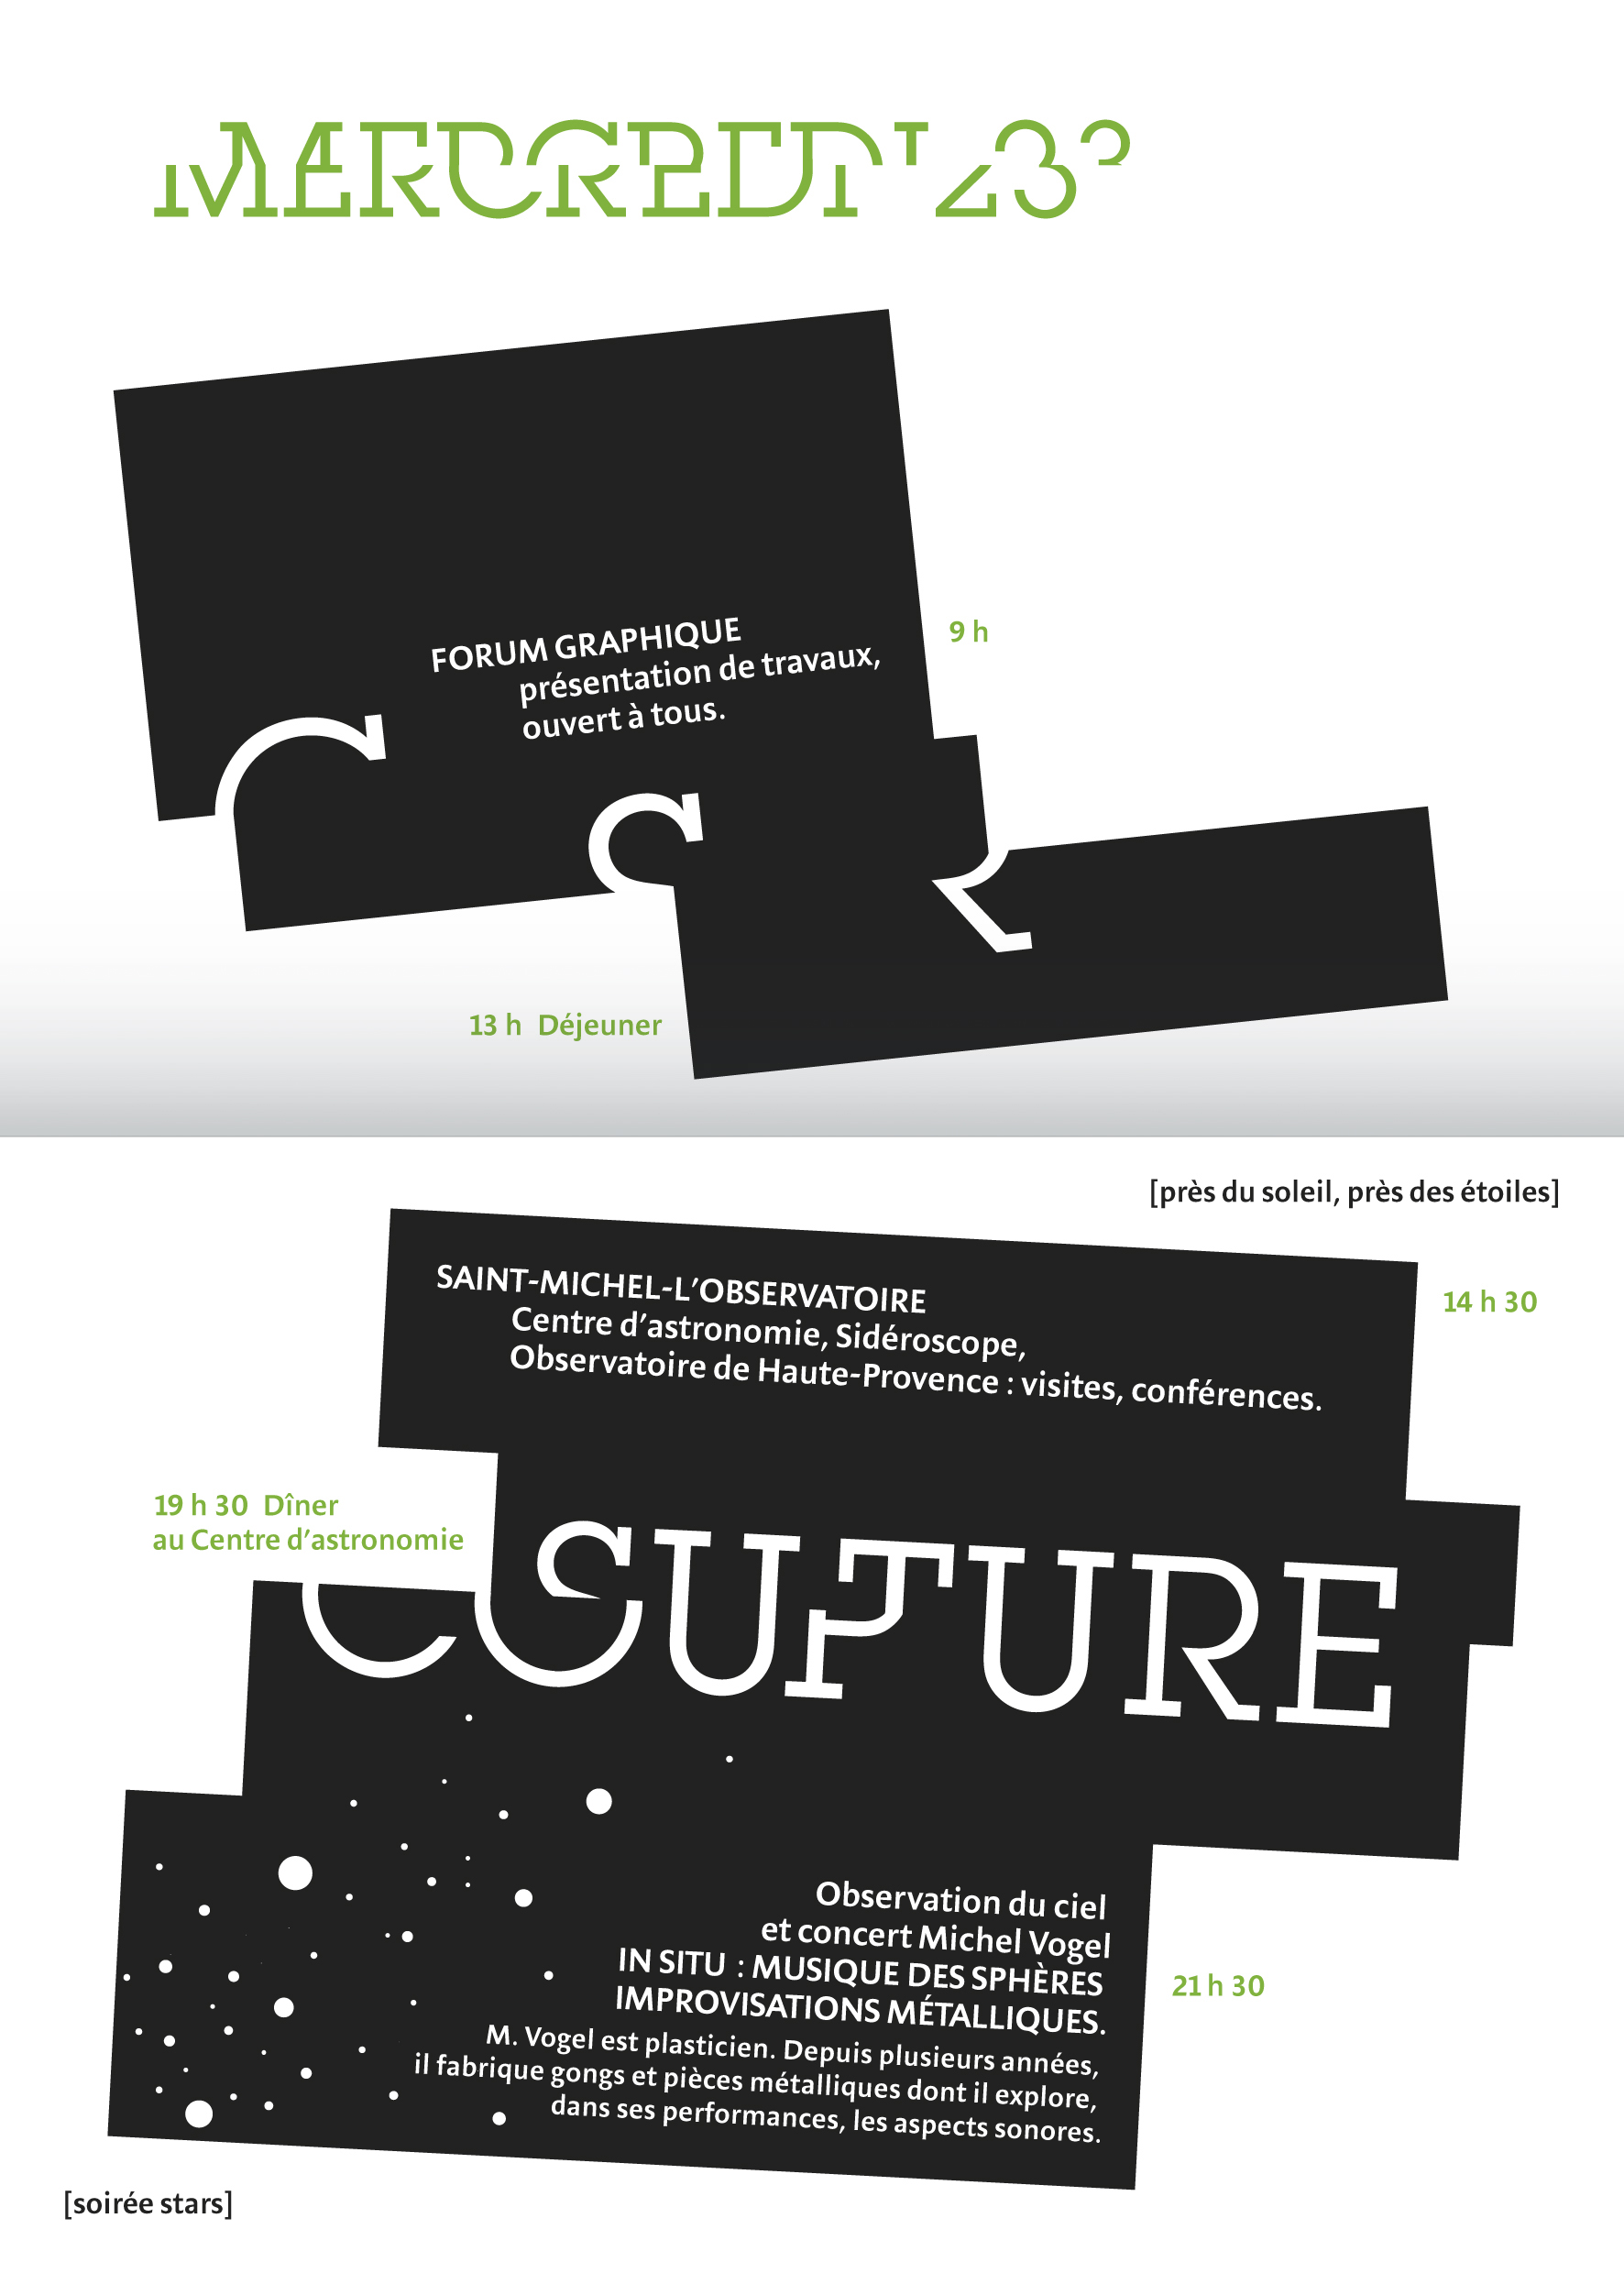 MERCREDI 23
FORUM GRAPHIQUE
présentation de travaux,
ouvert à tous.
9 h
13 h Déjeuner
[près du soleil, près des étoiles]
SAINT-MICHEL-L’OBSERVATOIRE
Centre d’astronomie, Sidéroscope,
Observatoire de Haute-Provence : visites, conférences.
14 h 30
19 h 30 Dîner
au Centre d’astronomie
Observation du ciel
et concert Michel Vogel
IN SITU : MUSIQUE DES SPHÈRES
IMPROVISATIONS MÉTALLIQUES.
M. Vogel est plasticien. Depuis plusieurs années,
il fabrique gongs et pièces métalliques dont il explore,
dans ses performances, les aspects sonores.
21 h 30
[soirée stars]